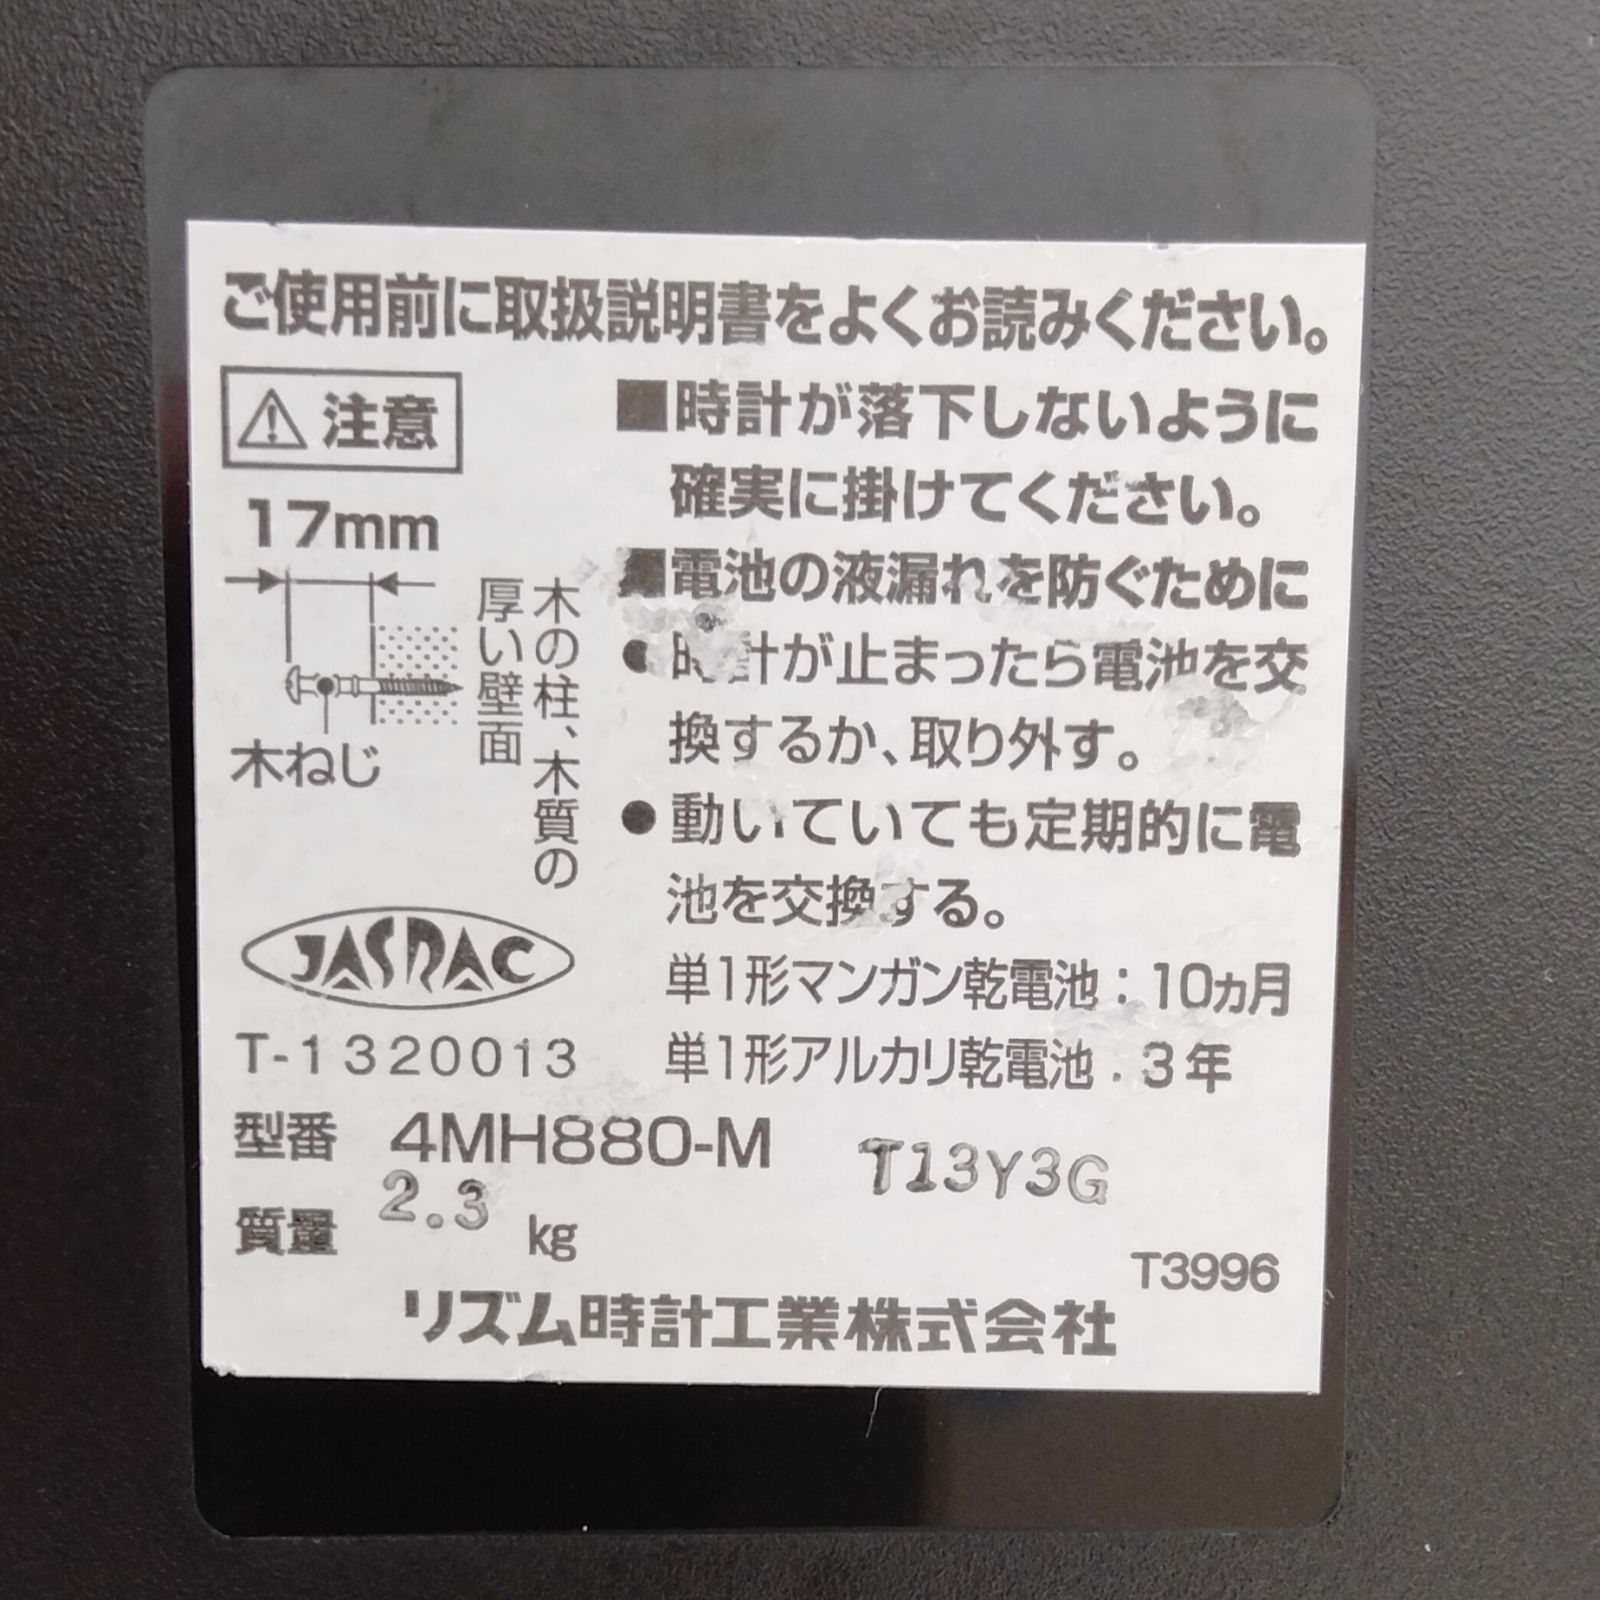 ご使用前に取扱説明書をよくお読みください。
注意
17mm
木ねじ
木の柱、木質の
厚い壁面
■時計が落下しないように
確実に掛けてください。
■電池の液漏れを防ぐために
●時計が止まったら電池を交
換するか、取り外す。
●動いていても定期的に電
池を交換する。
単1形マンガン乾電池：10ヵ月
単1形アルカリ乾電池：3年
JASRAC
T-1320013
型番 4MH880-M
T13Y3G
質量 2.3 kg
T3996
リズム時計工業株式会社